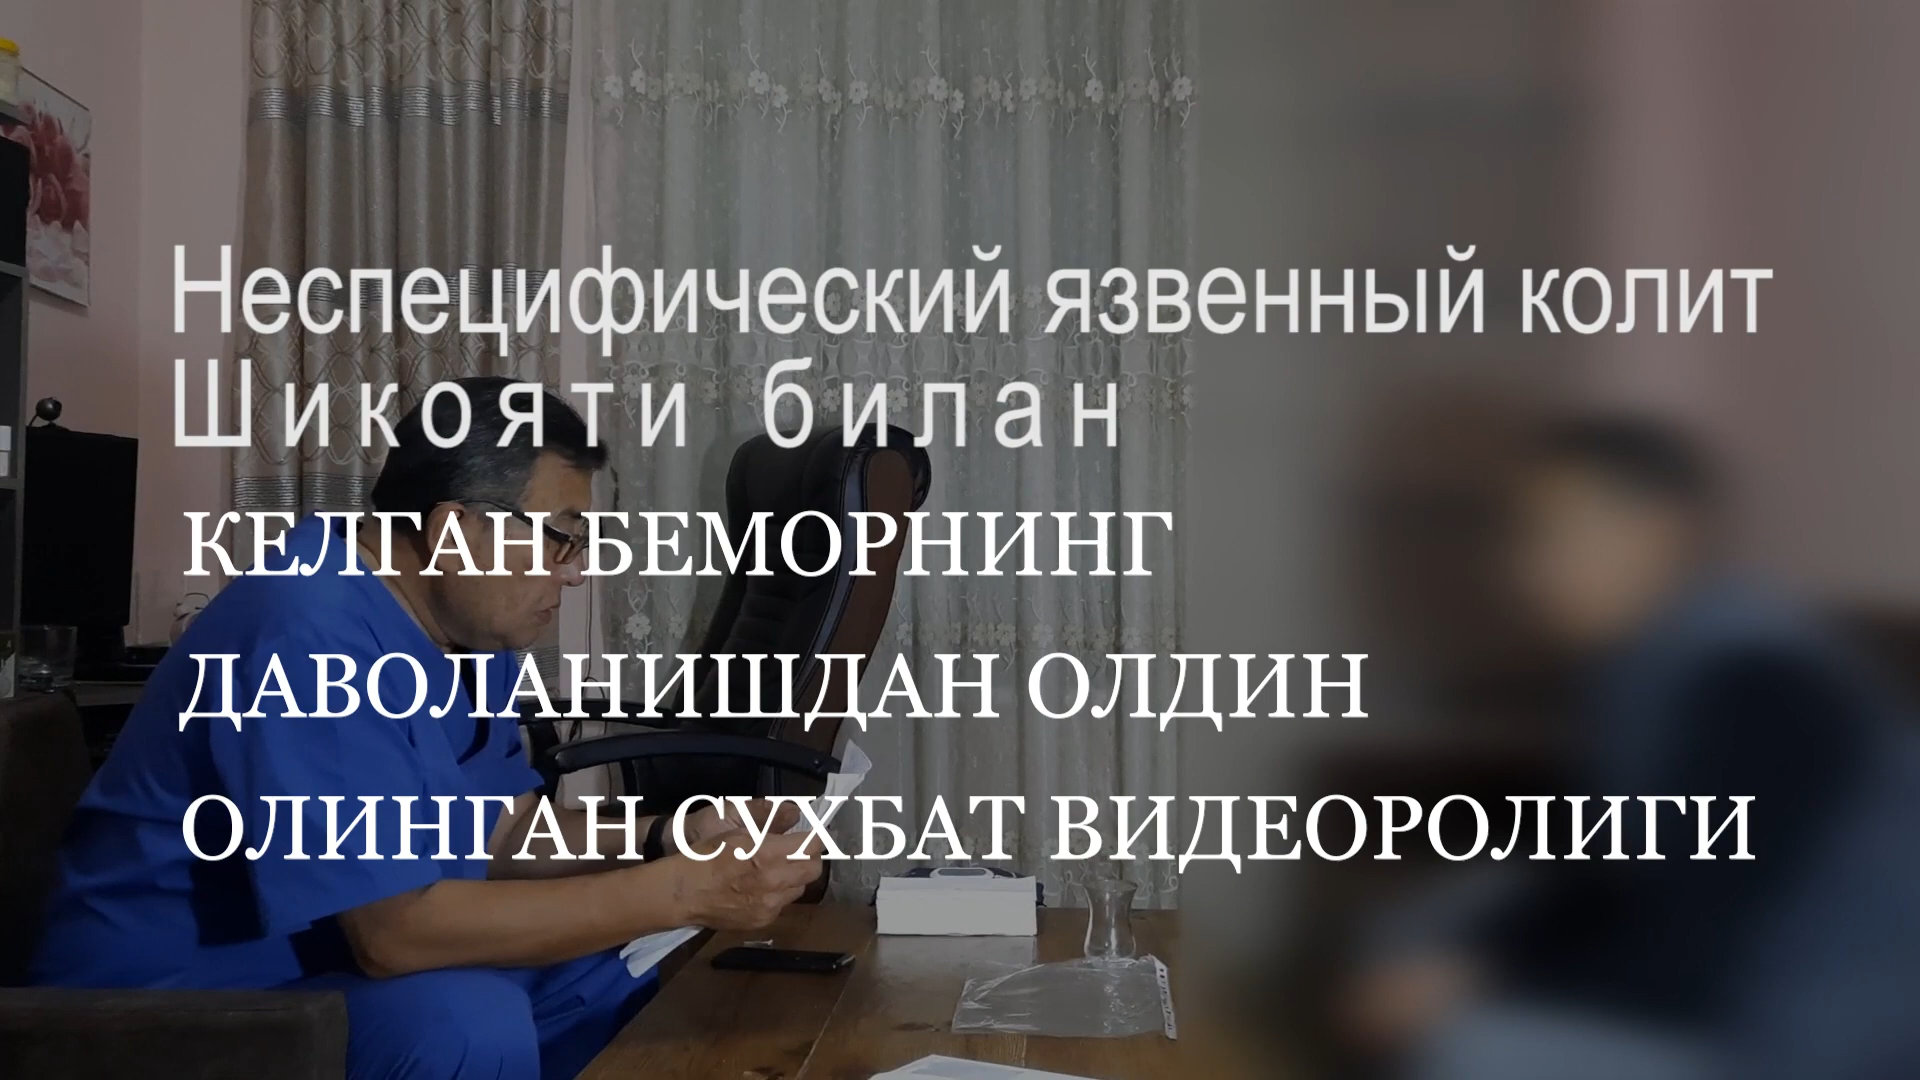 Неспецифический язвенный колит
Шикояти билан
КЕЛГАН БЕМОРНИНГ
ДАВОЛАНИШДАН ОЛДИН
ОЛИНГАН СУХБАТ ВИДЕОРОЛИГИ